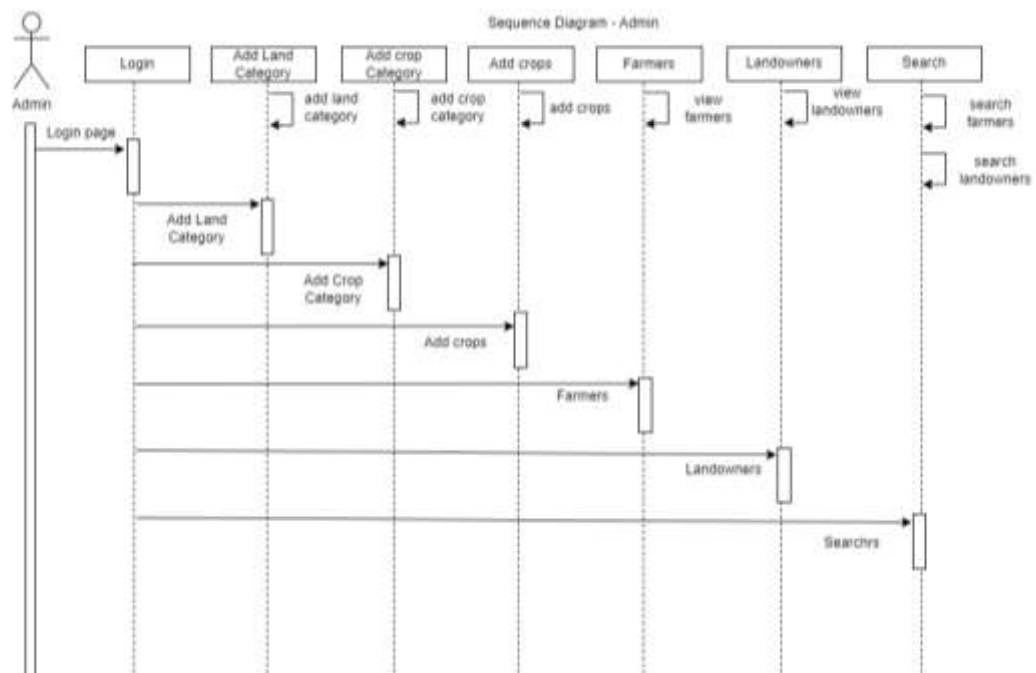 Sequence Diagram - Admin
Login
Add Land
Category
Add crop
Category
Add crops
Farmers
Landowners
Search
Admin
add land
category
add crop
category
add crops
view
farmers
view
landowners
search
farmers
search
landowners
Login page
Add Land
Category
Add Crop
Category
Add crops
Farmers
Landowners
Searchrs